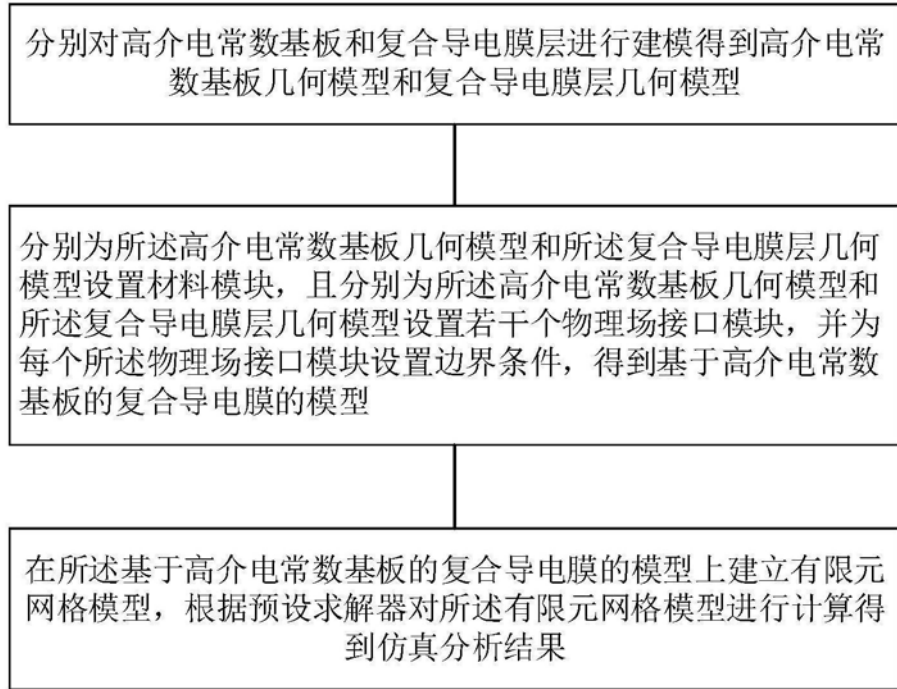 分别对高介电常数基板和复合导电膜层进行建模得到高介电常
数基板几何模型和复合导电膜层几何模型
分别为所述高介电常数基板几何模型和所述复合导电膜层几何
模型设置材料模块，且分别为所述高介电常数基板几何模型和
所述复合导电膜层几何模型设置若干个物理场接口模块，并为
每个所述物理场接口模块设置边界条件，得到基于高介电常数
基板的复合导电膜的模型
在所述基于高介电常数基板的复合导电膜的模型上建立有限元
网格模型，根据预设求解器对所述有限元网格模型进行计算得
到仿真分析结果